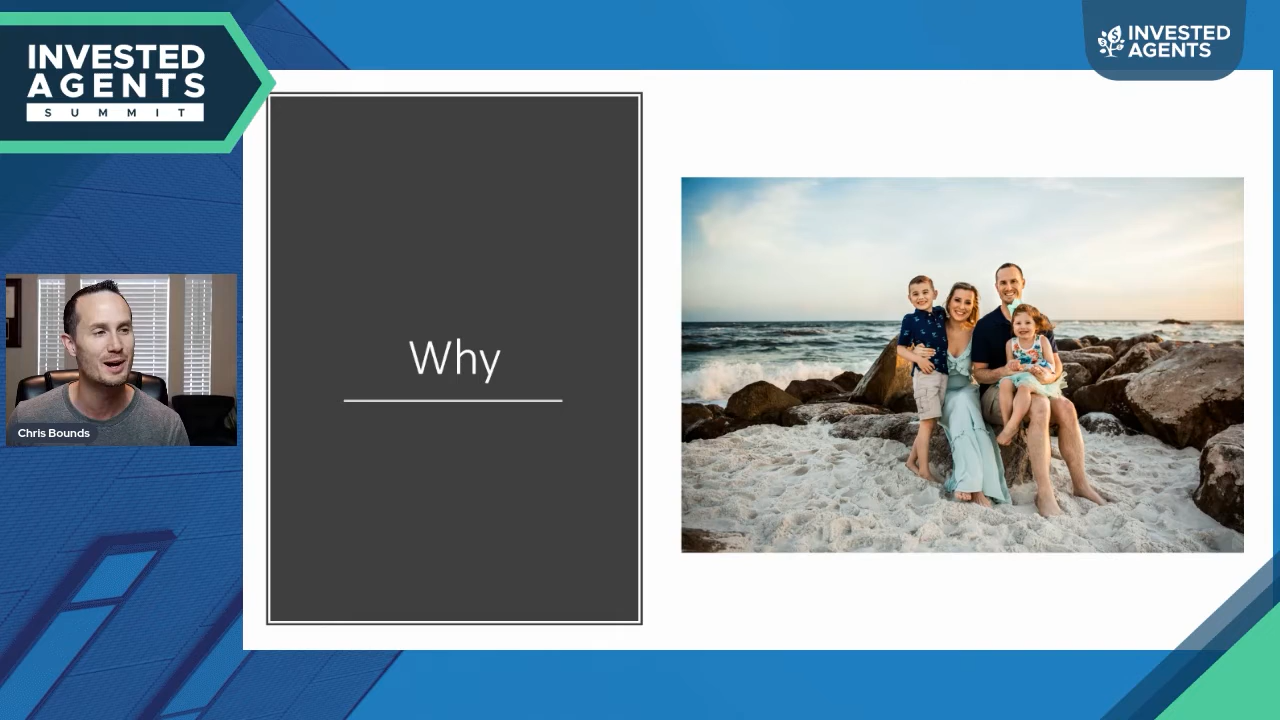 INVESTED
AGENTS
SUMMIT
INVESTED
AGENTS
Why
Chris Bounds